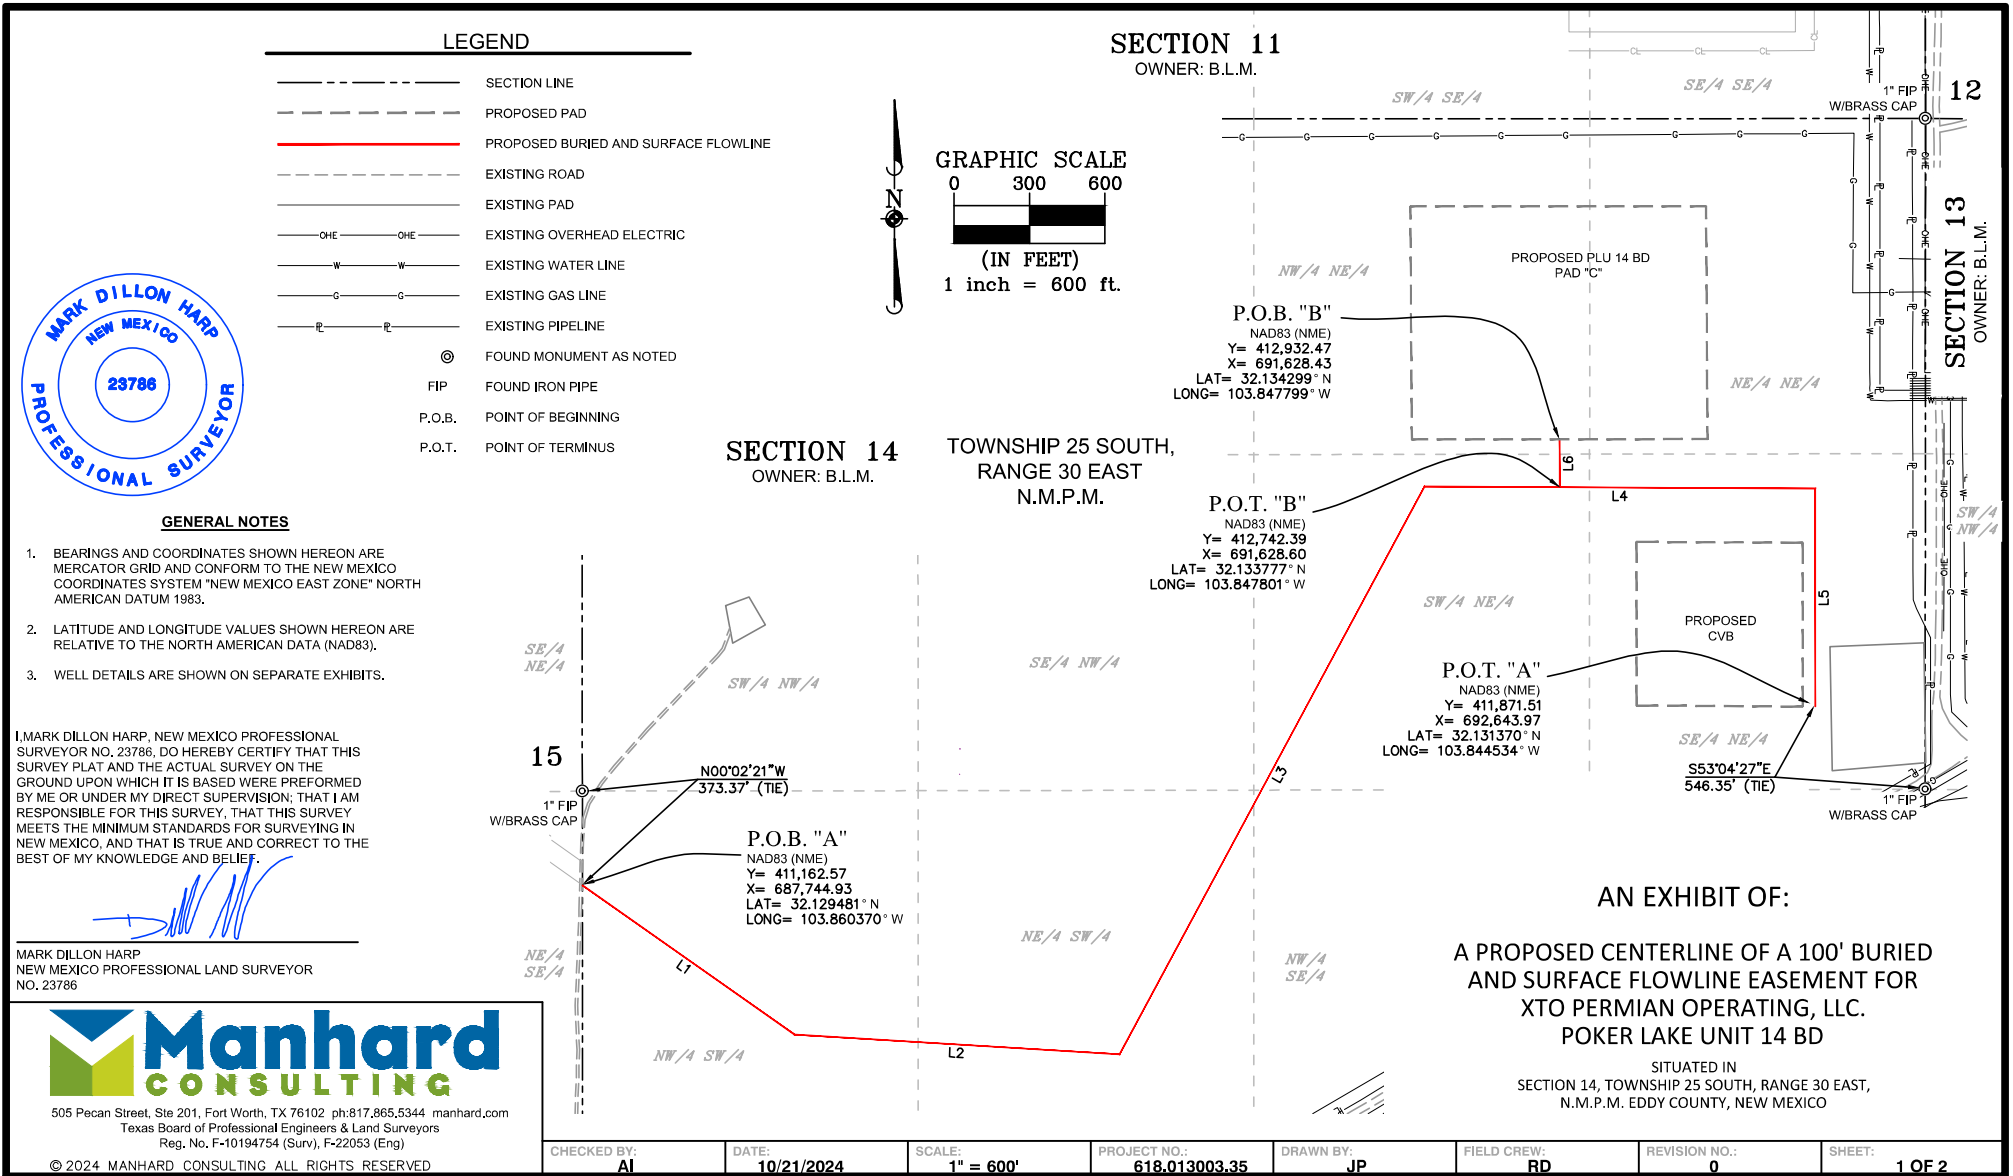 LEGEND
SECTION LINE
PROPOSED PAD
PROPOSED BURIED AND SURFACE FLOWLINE
EXISTING ROAD
EXISTING PAD
OHE OHE EXISTING OVERHEAD ELECTRIC
W W EXISTING WATER LINE
G G EXISTING GAS LINE
PL PL EXISTING PIPELINE
FOUND MONUMENT AS NOTED
FIP FOUND IRON PIPE
P.O.B. POINT OF BEGINNING
P.O.T. POINT OF TERMINUS
MARK DILLON HARP
NEW MEXICO
23786
PROFESSIONAL SURVEYOR
GENERAL NOTES
1. BEARINGS AND COORDINATES SHOWN HEREON ARE
MERCATOR GRID AND CONFORM TO THE NEW MEXICO
COORDINATES SYSTEM "NEW MEXICO EAST ZONE" NORTH
AMERICAN DATUM 1983.
2. LATITUDE AND LONGITUDE VALUES SHOWN HEREON ARE
RELATIVE TO THE NORTH AMERICAN DATA (NAD83).
3. WELL DETAILS ARE SHOWN ON SEPARATE EXHIBITS.
I,MARK DILLON HARP, NEW MEXICO PROFESSIONAL
SURVEYOR NO. 23786, DO HEREBY CERTIFY THAT THIS
SURVEY PLAT AND THE ACTUAL SURVEY ON THE
GROUND UPON WHICH IT IS BASED WERE PREFORMED
BY ME OR UNDER MY DIRECT SUPERVISION; THAT I AM
RESPONSIBLE FOR THIS SURVEY, THAT THIS SURVEY
MEETS THE MINIMUM STANDARDS FOR SURVEYING IN
NEW MEXICO, AND THAT IS TRUE AND CORRECT TO THE
BEST OF MY KNOWLEDGE AND BELIEF.
MARK DILLON HARP
NEW MEXICO PROFESSIONAL LAND SURVEYOR
NO. 23786
Manhard
CONSULTING
505 Pecan Street, Ste 201, Fort Worth, TX 76102 ph:817.865.5344 manhard.com
Texas Board of Professional Engineers & Land Surveyors
Reg. No. F-10194754 (Surv), F-22053 (Eng)
© 2024 MANHARD CONSULTING ALL RIGHTS RESERVED
N
GRAPHIC SCALE
0 300 600
(IN FEET)
1 inch = 600 ft.
SECTION 11
OWNER: B.L.M.
SW/4 SE/4
SE/4 SE/4
CL CL CL CL
1" FIP
W/BRASS CAP
12
G G G G G G G G
SECTION 13
OWNER: B.L.M.
PROPOSED PLU 14 BD
PAD "C"
NW/4 NE/4
NE/4 NE/4
P.O.B. "B"
NAD83 (NME)
Y= 412,932.47
X= 691,628.43
LAT= 32.134299° N
LONG= 103.847799° W
SECTION 14
OWNER: B.L.M.
TOWNSHIP 25 SOUTH,
RANGE 30 EAST
N.M.P.M.
P.O.T. "B"
NAD83 (NME)
Y= 412,742.39
X= 691,628.60
LAT= 32.133777° N
LONG= 103.847801° W
L6
L4
L5
SW/4
NW/4
SW/4 NE/4
PROPOSED
CVB
P.O.T. "A"
NAD83 (NME)
Y= 411,871.51
X= 692,643.97
LAT= 32.131370° N
LONG= 103.844534° W
SE/4 NE/4
S53°04'27"E
546.35' (TIE)
1" FIP
W/BRASS CAP
SE/4
NE/4
SW/4 NW/4
SE/4 NW/4
15
1" FIP
W/BRASS CAP
N00°02'21"W
373.37' (TIE)
P.O.B. "A"
NAD83 (NME)
Y= 411,162.57
X= 687,744.93
LAT= 32.129481° N
LONG= 103.860370° W
L3
NE/4
SE/4
L1
NE/4 SW/4
NW/4
SE/4
NW/4 SW/4
L2
AN EXHIBIT OF:
A PROPOSED CENTERLINE OF A 100' BURIED
AND SURFACE FLOWLINE EASEMENT FOR
XTO PERMIAN OPERATING, LLC.
POKER LAKE UNIT 14 BD
SITUATED IN
SECTION 14, TOWNSHIP 25 SOUTH, RANGE 30 EAST,
N.M.P.M. EDDY COUNTY, NEW MEXICO
CHECKED BY: AI
DATE: 10/21/2024
SCALE: 1" = 600'
PROJECT NO.: 618.013003.35
DRAWN BY: JP
FIELD CREW: RD
REVISION NO.: 0
SHEET: 1 OF 2